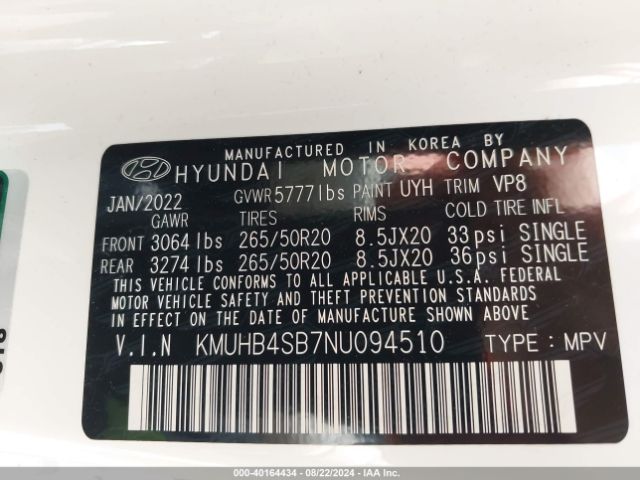 MANUFACTURED IN KOREA BY
HYUNDAI MOTOR COMPANY
JAN/2022 GVWR 5777 lbs PAINT UYH TRIM VP8
GAWR TIRES RIMS COLD TIRE INFL
FRONT 3064 lbs 265/50R20 8.5JX20 33 psi SINGLE
REAR 3274 lbs 265/50R20 8.5JX20 36 psi SINGLE
THIS VEHICLE CONFORMS TO ALL APPLICABLE U.S.A. FEDERAL
MOTOR VEHICLE SAFETY AND THEFT PREVENTION STANDARDS
IN EFFECT ON THE DATE OF MANUFACTURE SHOWN ABOVE
V.I.N KMUHB4SB7NU094510 TYPE : MPV
000-40164434 - 08/22/2024 - IAA Inc.